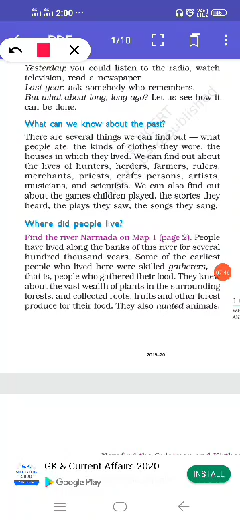 2:00
1/10
Yesterday: you could listen to the radio, watch
television, read a newspaper.
Last year: ask somebody who remembers.
But what about long, long ago? Let us see how it
can be done.
What can we know about the past?
There are several things we can find out — what
people ate, the kinds of clothes they wore, the
houses in which they lived. We can find out about
the lives of hunters, herders, farmers, rulers,
merchants, priests, crafts persons, artists,
musicians, and scientists. We can also find out
about the games children played, the stories they
heard, the plays they saw, the songs they sang.
Where did people live?
Find the river Narmada on Map 1 (page 2). People
have lived along the banks of this river for several
hundred thousand years. Some of the earliest
people who lived here were skilled gatherers, —
that is, people who gathered their food. They knew
about the vast wealth of plants in the surrounding
forests, and collected roots, fruits and other forest
produce for their food. They also hunted animals.
2019-20
GK & Current Affairs 2020
Google Play
INSTALL